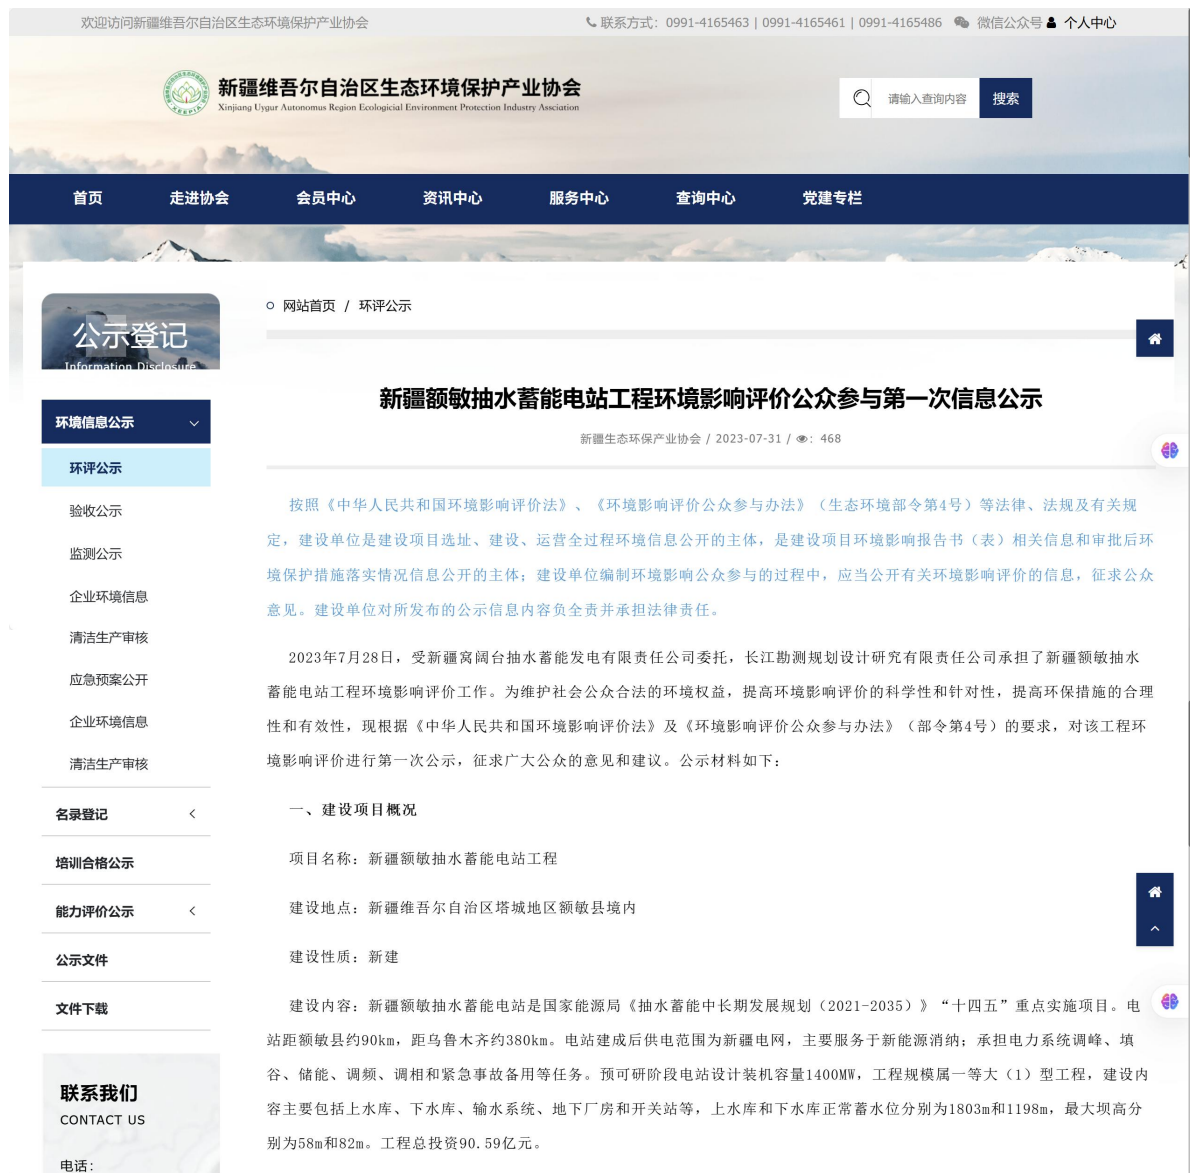 欢迎访问新疆维吾尔自治区生态环境保护产业协会
联系方式：0991-4165463 | 0991-4165461 | 0991-4165486 微信公众号 个人中心
新疆维吾尔自治区生态环境保护产业协会
Xinjiang Uygur Autonomus Region Ecologicial Environment Protection Industry Assciation
请输入查询内容 搜索
首页 走进协会 会员中心 资讯中心 服务中心 查询中心 党建专栏
公示登记
Information Disclosure
环境信息公示
环评公示
验收公示
监测公示
企业环境信息
清洁生产审核
应急预案公开
企业环境信息
清洁生产审核
名录登记
培训合格公示
能力评价公示
公示文件
文件下载
联系我们
CONTACT US
电话：
网站首页 / 环评公示
新疆额敏抽水蓄能电站工程环境影响评价公众参与第一次信息公示
新疆生态环保产业协会 / 2023-07-31 / ：468
按照《中华人民共和国环境影响评价法》、《环境影响评价公众参与办法》（生态环境部令第4号）等法律、法规及有关规
定，建设单位是建设项目选址、建设、运营全过程环境信息公开的主体，是建设项目环境影响报告书（表）相关信息和审批后环
境保护措施落实情况信息公开的主体；建设单位编制环境影响公众参与的过程中，应当公开有关环境影响评价的信息，征求公众
意见。建设单位对所发布的公示信息内容负全责并承担法律责任。
2023年7月28日，受新疆窝阔台抽水蓄能发电有限责任公司委托，长江勘测规划设计研究有限责任公司承担了新疆额敏抽水
蓄能电站工程环境影响评价工作。为维护社会公众合法的环境权益，提高环境影响评价的科学性和针对性，提高环保措施的合理
性和有效性，现根据《中华人民共和国环境影响评价法》及《环境影响评价公众参与办法》（部令第4号）的要求，对该工程环
境影响评价进行第一次公示，征求广大公众的意见和建议。公示材料如下：
一、建设项目概况
项目名称：新疆额敏抽水蓄能电站工程
建设地点：新疆维吾尔自治区塔城地区额敏县境内
建设性质：新建
建设内容：新疆额敏抽水蓄能电站是国家能源局《抽水蓄能中长期发展规划（2021-2035）》“十四五”重点实施项目。电
站距额敏县约90km，距乌鲁木齐约380km。电站建成后供电范围为新疆电网，主要服务于新能源消纳；承担电力系统调峰、填
谷、储能、调频、调相和紧急事故备用等任务。预可研阶段电站设计装机容量1400MW，工程规模属一等大（1）型工程，建设内
容主要包括上水库、下水库、输水系统、地下厂房和开关站等，上水库和下水库正常蓄水位分别为1803m和1198m，最大坝高分
别为58m和82m。工程总投资90.59亿元。